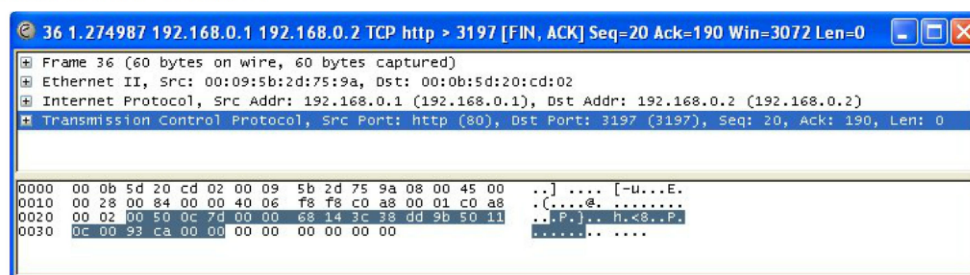 36 1.274987 192.168.0.1 192.168.0.2 TCP http > 3197 [FIN, ACK] Seq=20 Ack=190 Win=3072 Len=0
Frame 36 (60 bytes on wire, 60 bytes captured)
Ethernet II, Src: 00:09:5b:2d:75:9a, Dst: 00:0b:5d:20:cd:02
Internet Protocol, Src Addr: 192.168.0.1 (192.168.0.1), Dst Addr: 192.168.0.2 (192.168.0.2)
Transmission Control Protocol, Src Port: http (80), Dst Port: 3197 (3197), Seq: 20, Ack: 190, Len: 0
0000 00 0b 5d 20 cd 02 00 09 5b 2d 75 9a 08 00 45 00 ..] .... [-u...E.
0010 00 28 00 84 00 00 40 06 f8 f8 c0 a8 00 01 c0 a8 .(....@. ........
0020 00 02 00 50 0c 7d 00 00 68 14 3c 38 dd 9b 50 11 ...P.}.. h.<8..P.
0030 0c 00 93 ca 00 00 00 00 00 00 00 00 ........ ....